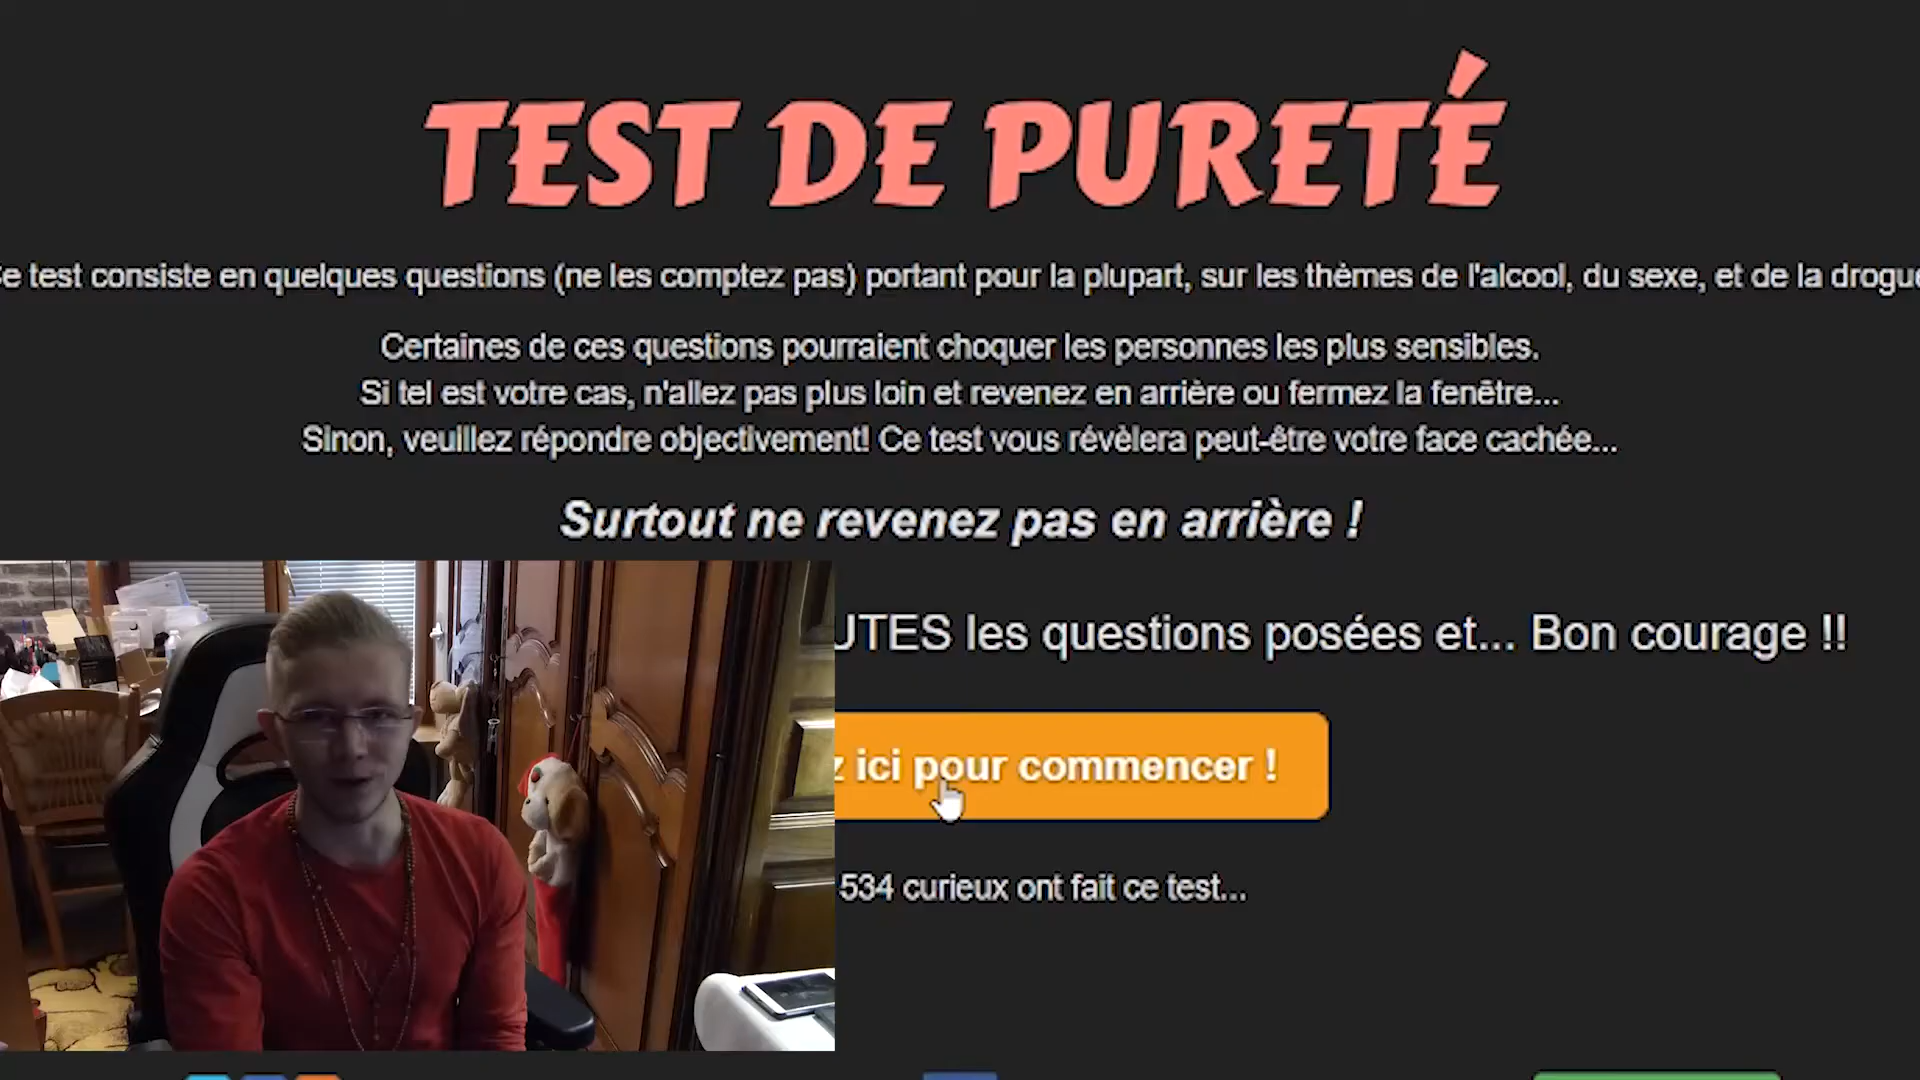 TEST DE PURETÉ
e test consiste en quelques questions (ne les comptez pas) portant pour la plupart, sur les thèmes de l'alcool, du sexe, et de la drogue
Certaines de ces questions pourraient choquer les personnes les plus sensibles.
Si tel est votre cas, n'allez pas plus loin et revenez en arrière ou fermez la fenêtre...
Sinon, veuillez répondre objectivement! Ce test vous révèlera peut-être votre face cachée...
Surtout ne revenez pas en arrière !
UTES les questions posées et... Bon courage !!
z ici pour commencer !
534 curieux ont fait ce test...